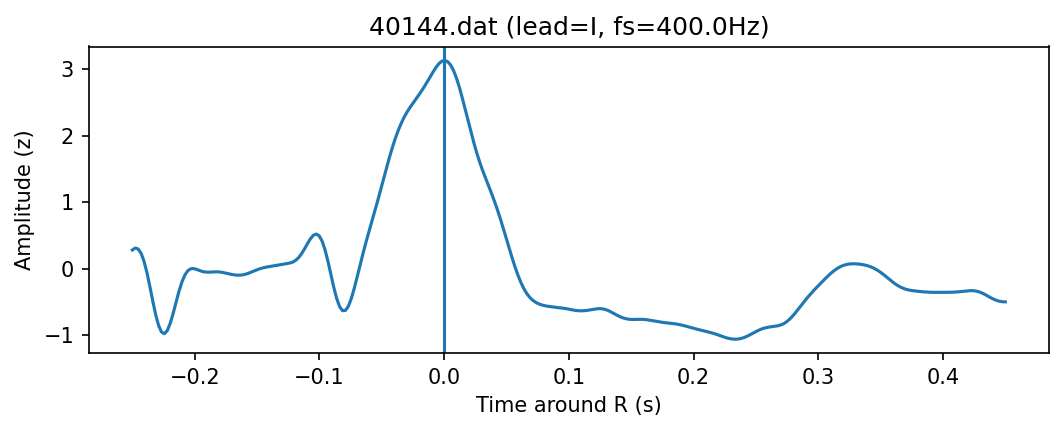 40144.dat (lead=I, fs=400.0Hz)
3
2
1
0
−1
Amplitude (z)
−0.2 −0.1 0.0 0.1 0.2 0.3 0.4
Time around R (s)